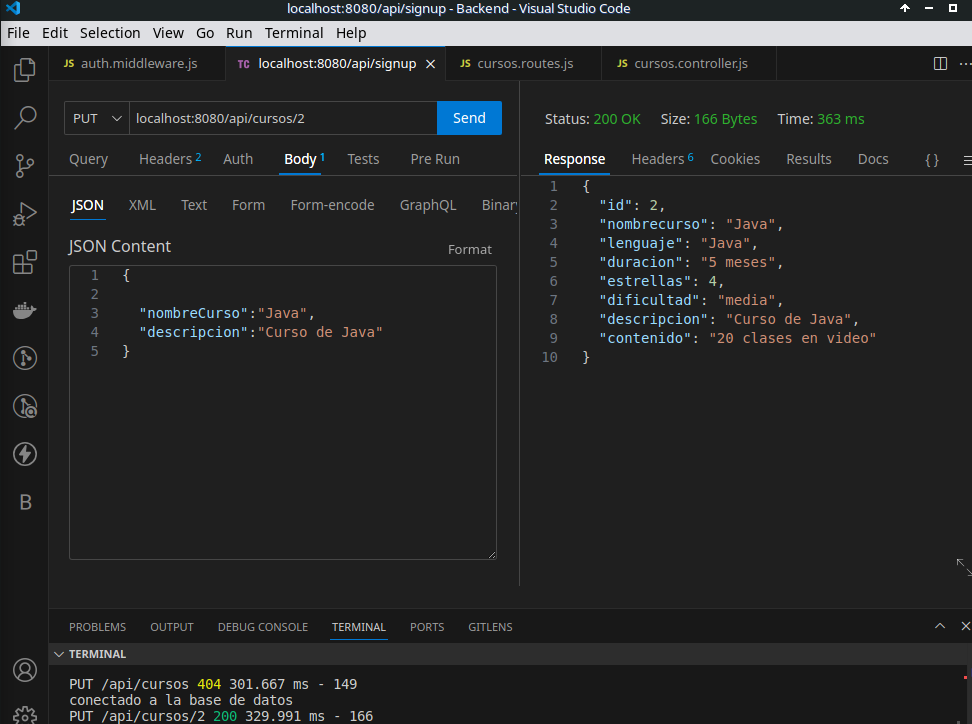 localhost:8080/api/signup - Backend - Visual Studio Code
File Edit Selection View Go Run Terminal Help
JS auth.middleware.js TC localhost:8080/api/signup JS cursos.routes.js JS cursos.controller.js
PUT localhost:8080/api/cursos/2 Send
Query Headers 2 Auth Body 1 Tests Pre Run
JSON XML Text Form Form-encode GraphQL Binary
JSON Content
Format
1 {
2
3 "nombreCurso":"Java",
4 "descripcion":"Curso de Java"
5 }
Status: 200 OK Size: 166 Bytes Time: 363 ms
Response Headers 6 Cookies Results Docs { }
1 {
2 "id": 2,
3 "nombrecurso": "Java",
4 "lenguaje": "Java",
5 "duracion": "5 meses",
6 "estrellas": 4,
7 "dificultad": "media",
8 "descripcion": "Curso de Java",
9 "contenido": "20 clases en video"
10 }
B
PROBLEMS OUTPUT DEBUG CONSOLE TERMINAL PORTS GITLENS
TERMINAL
PUT /api/cursos 404 301.667 ms - 149
conectado a la base de datos
PUT /api/cursos/2 200 329.991 ms - 166